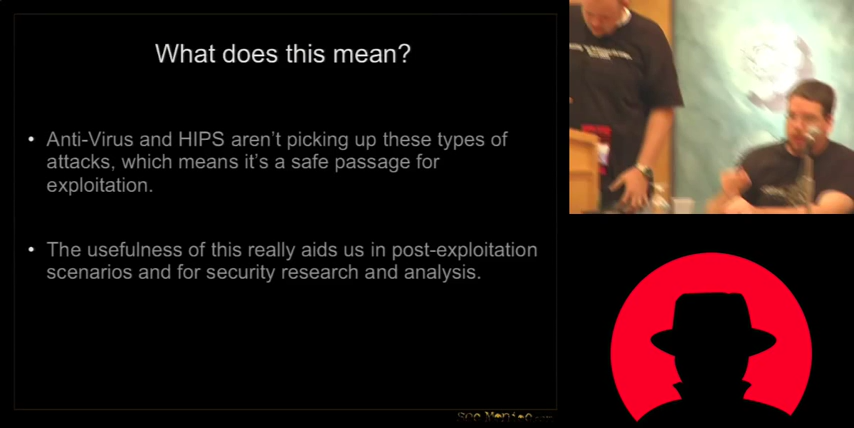 What does this mean?
• Anti-Virus and HIPS aren't picking up these types of
attacks, which means it's a safe passage for
exploitation.
• The usefulness of this really aids us in post-exploitation
scenarios and for security research and analysis.